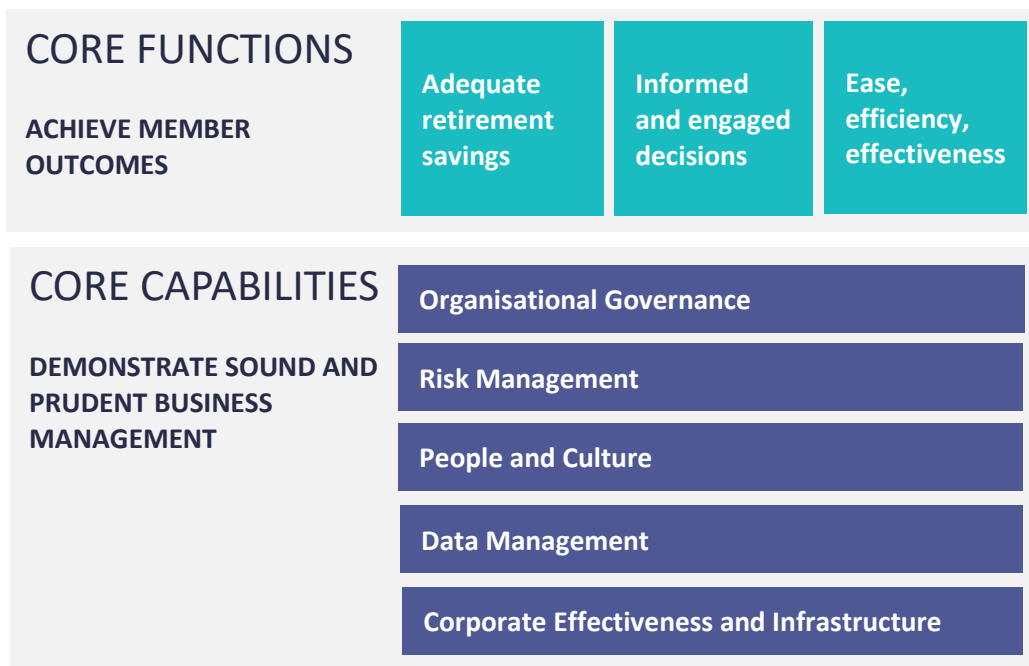 CORE FUNCTIONS
ACHIEVE MEMBER
OUTCOMES
Adequate
retirement
savings
Informed
and engaged
decisions
Ease,
efficiency,
effectiveness
CORE CAPABILITIES
DEMONSTRATE SOUND AND
PRUDENT BUSINESS
MANAGEMENT
Organisational Governance
Risk Management
People and Culture
Data Management
Corporate Effectiveness and Infrastructure